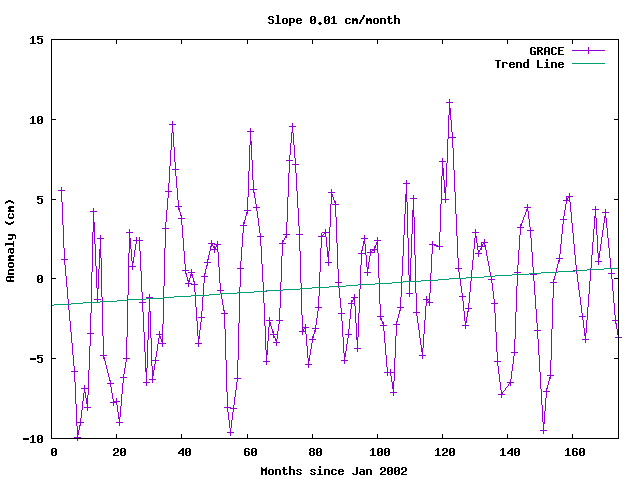 Slope 0.01 cm/month
GRACE
Trend Line
15
10
5
0
-5
-10
Anomaly (cm)
0 20 40 60 80 100 120 140 160
Months since Jan 2002